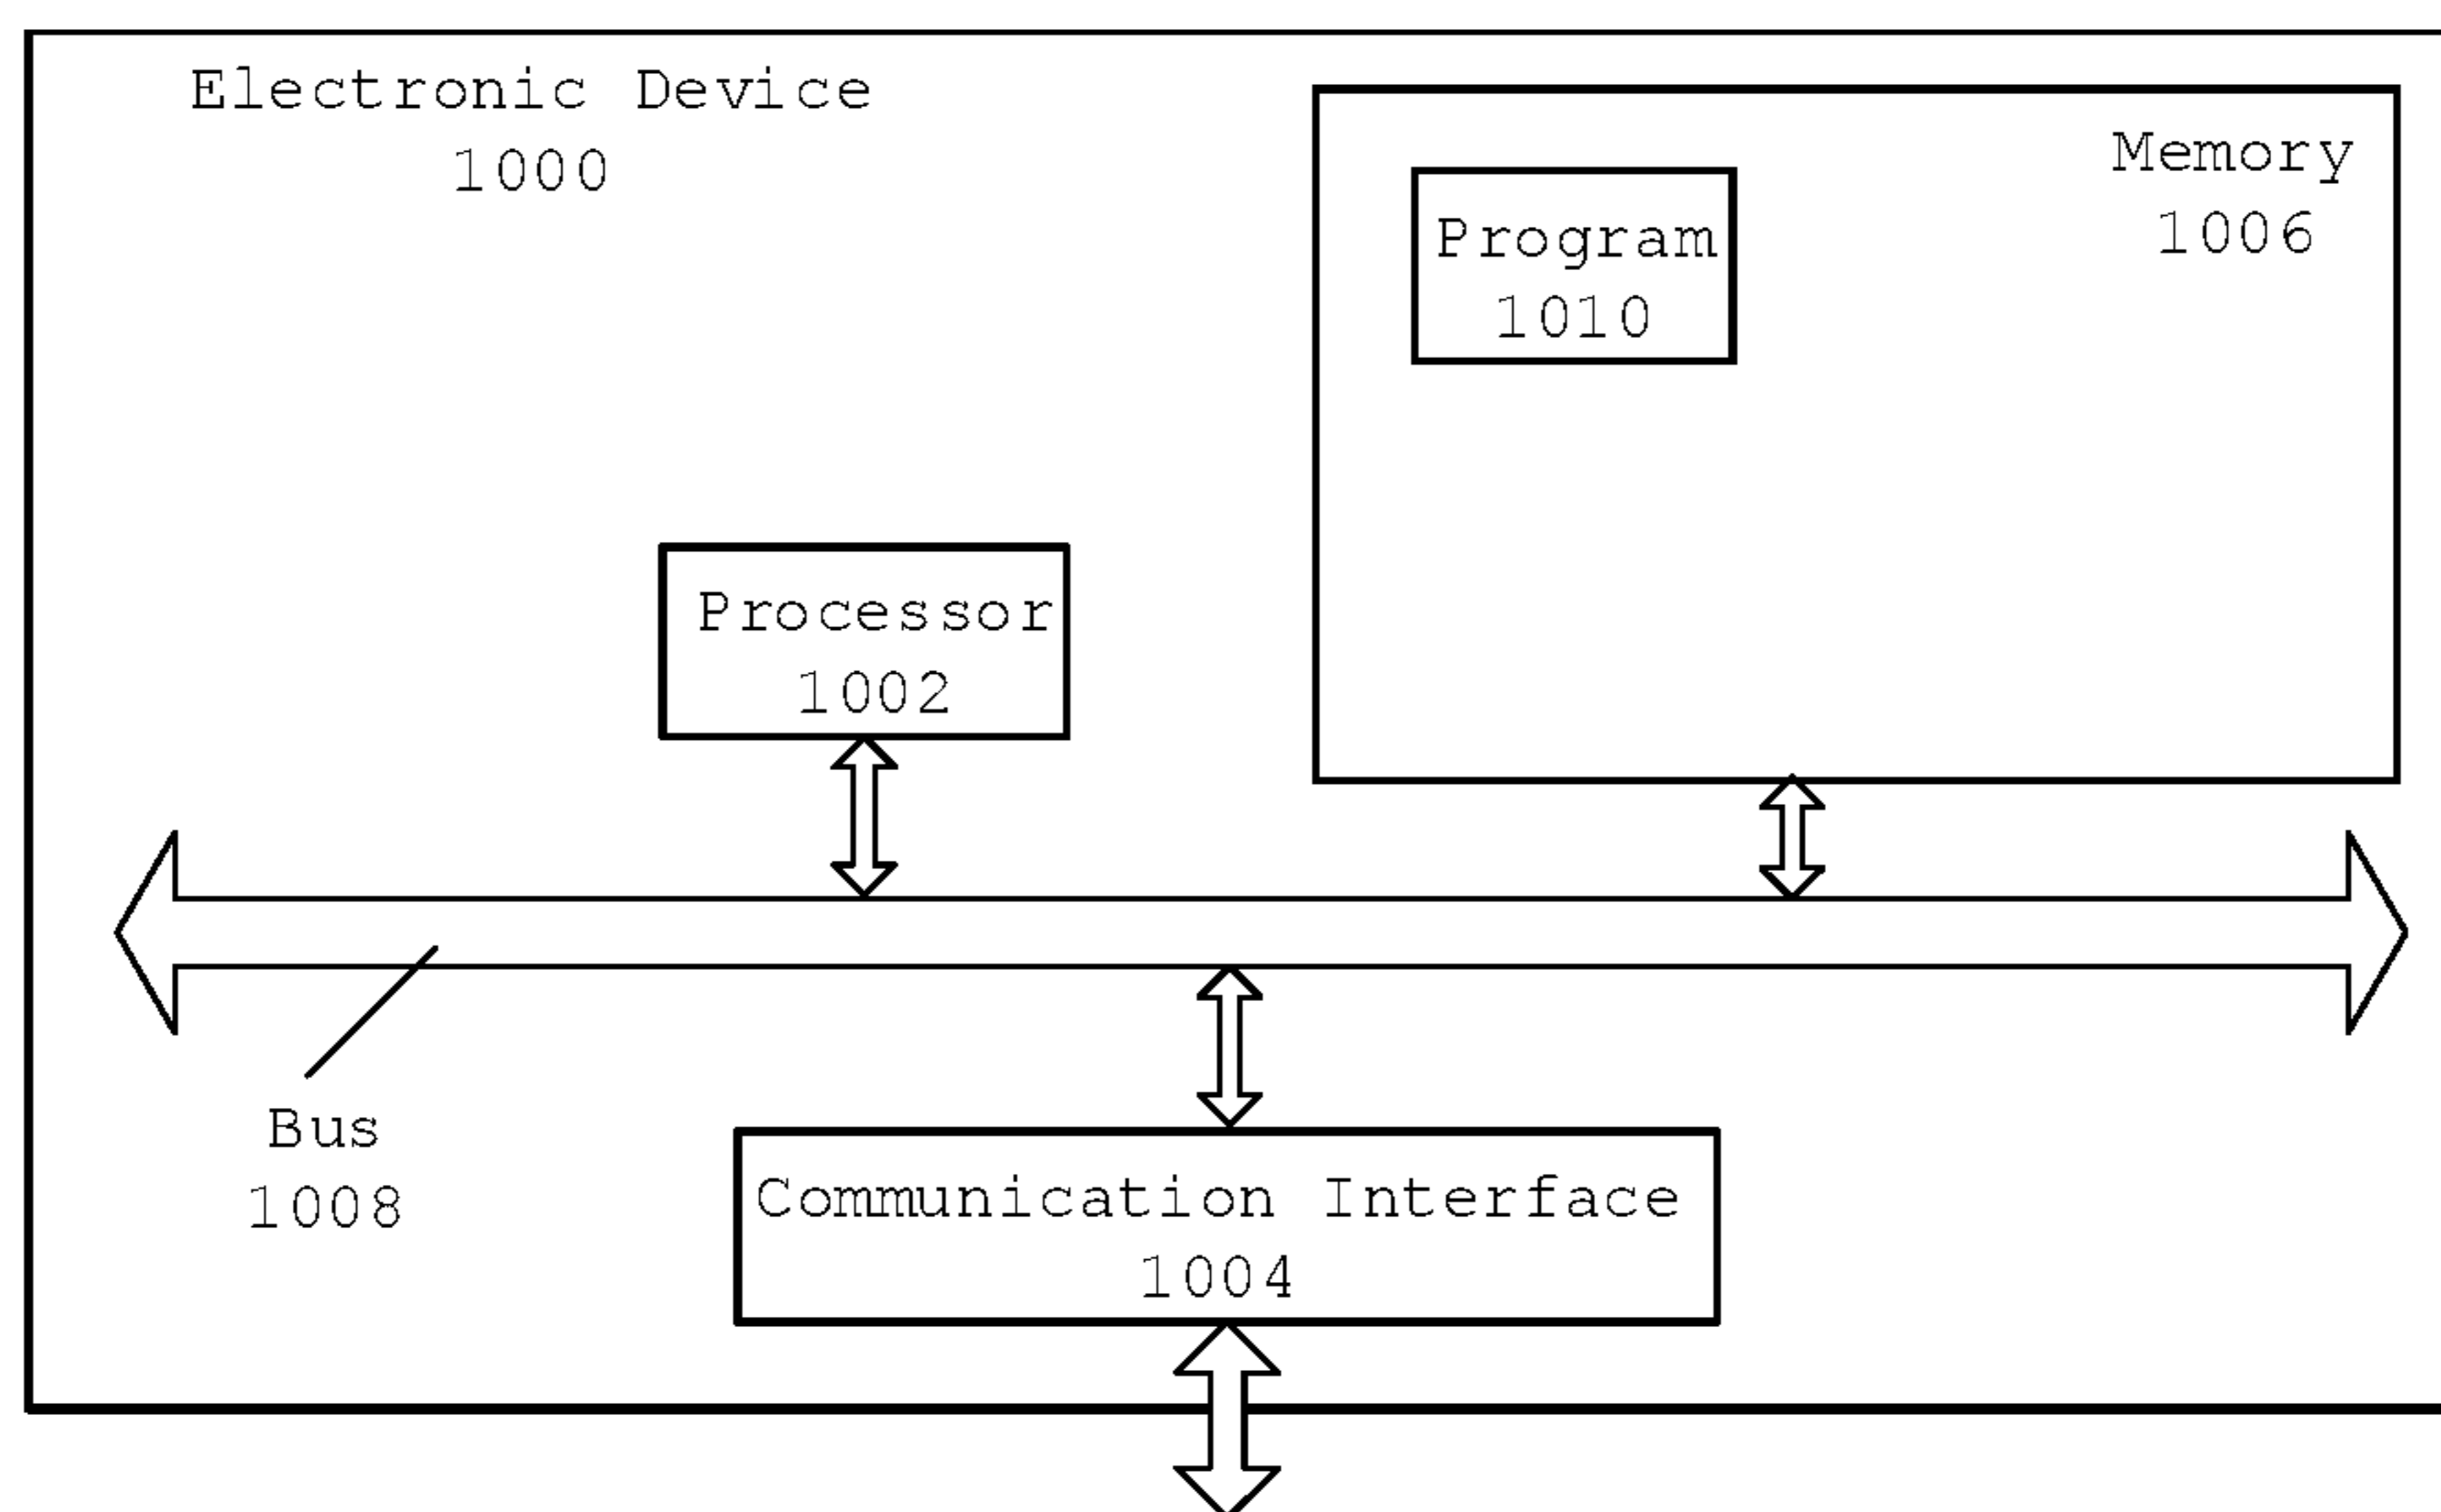 Electronic Device
1000
Memory
1006
Program
1010
Processor
1002
Bus
1008
Communication Interface
1004